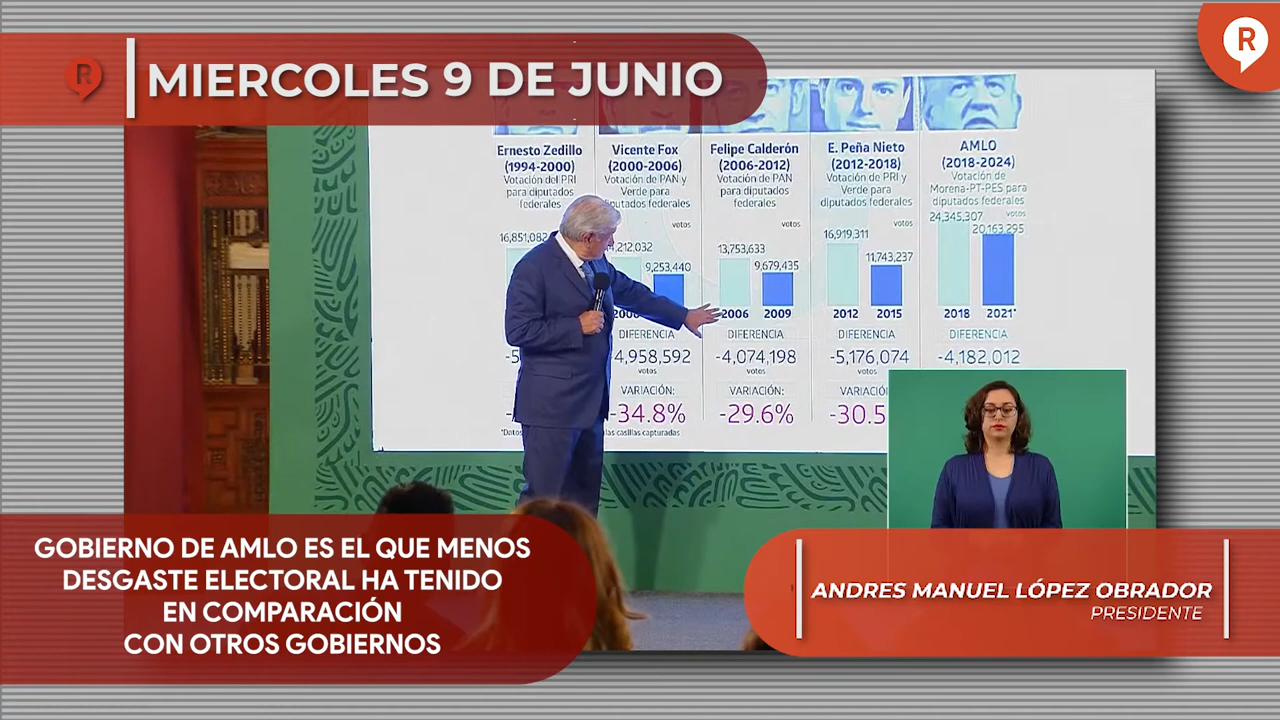 R
MIERCOLES 9 DE JUNIO
R
Ernesto Zedillo
(1994-2000)
Votación del PRI
para diputados
federales
16,851,082
Vicente Fox
(2000-2006)
Votación de PAN y
Verde para
diputados federales
votos
9,253,440
DIFERENCIA
-4,958,592
votos
VARIACIÓN:
-34.8%
Felipe Calderón
(2006-2012)
Votación de PAN
para diputados
federales
votos
13,753,633
9,679,435
2006
2009
DIFERENCIA
-4,074,198
votos
VARIACIÓN:
-29.6%
E. Peña Nieto
(2012-2018)
Votación de PRI y
Verde para
diputados federales
votos
16,919,311
11,743,237
2012
2015
DIFERENCIA
-5,176,074
votos
-30.5
AMLO
(2018-2024)
Votación de
Morena-PT-PES para
diputados federales
24,345,307
votos
20,163,295
2018
2021*
DIFERENCIA
-4,182,012
las casillas capturadas
GOBIERNO DE AMLO ES EL QUE MENOS
DESGASTE ELECTORAL HA TENIDO
EN COMPARACIÓN
CON OTROS GOBIERNOS
ANDRES MANUEL LÓPEZ OBRADOR
PRESIDENTE